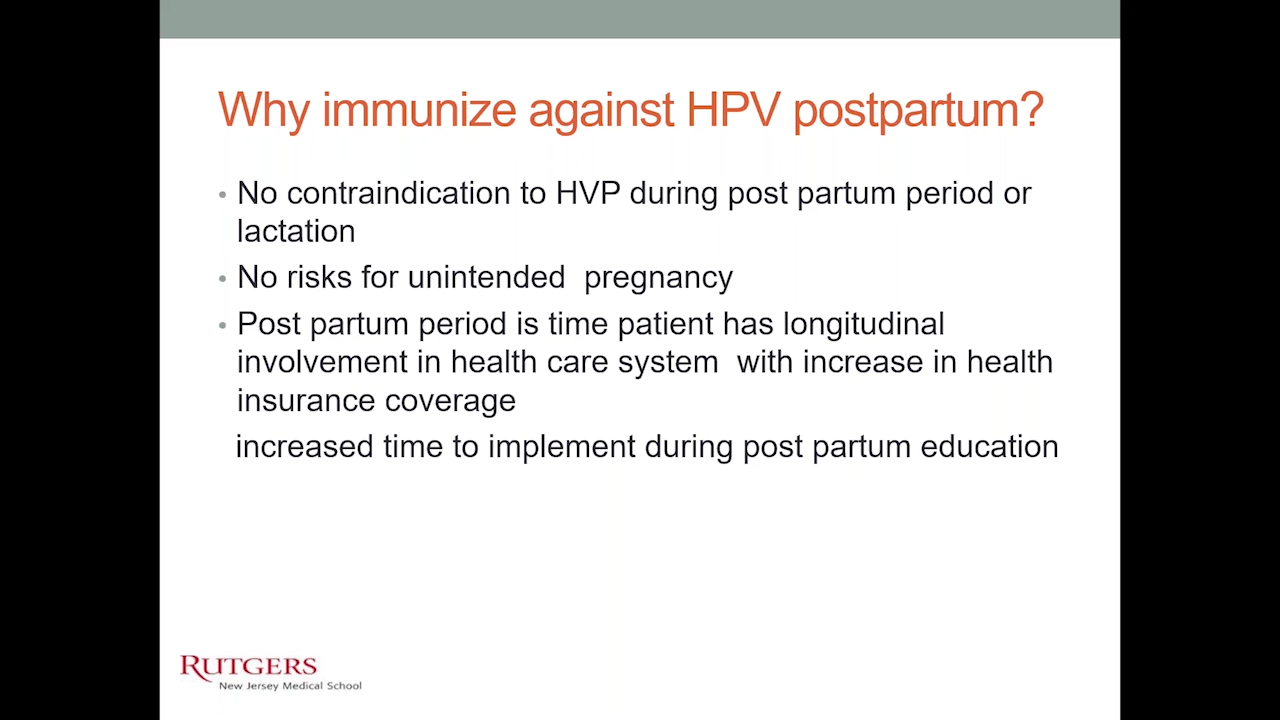 Why immunize against HPV postpartum?
• No contraindication to HVP during post partum period or
lactation
• No risks for unintended  pregnancy
• Post partum period is time patient has longitudinal
involvement in health care system  with increase in health
insurance coverage
increased time to implement during post partum education
RUTGERS
New Jersey Medical School